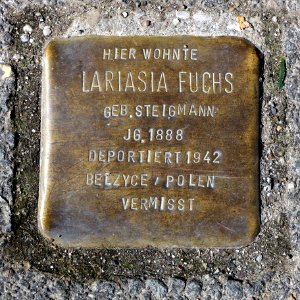 HIER WOHNTE
LARIASIA FUCHS
GEB. STEIGMANN
JG. 1888
DEPORTIERT 1942
BELZYCE / POLEN
VERMISST